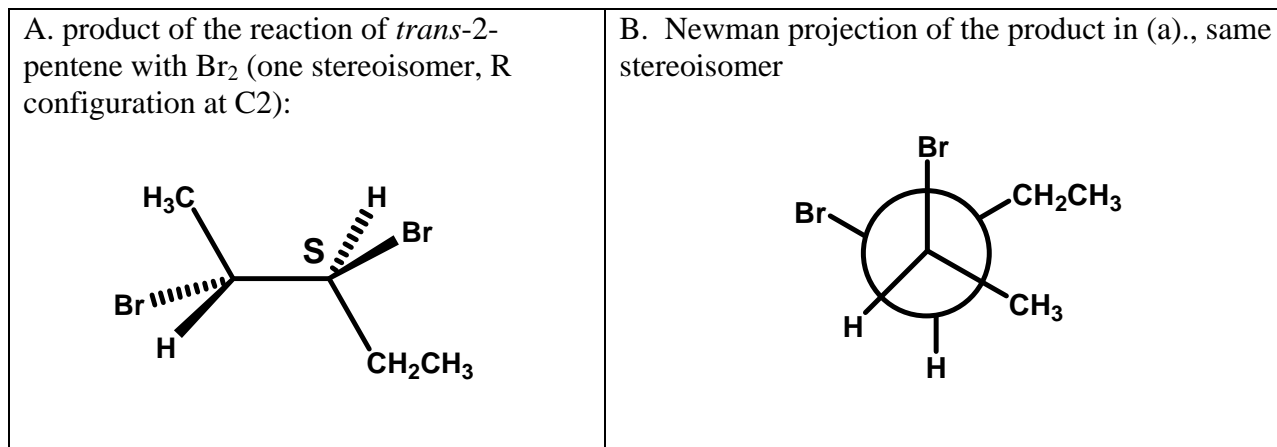 A. product of the reaction of trans-2-
pentene with Br₂ (one stereoisomer, R
configuration at C2):
H₃C
H
S
Br
Br
H
CH₂CH₃
B. Newman projection of the product in (a)., same
stereoisomer
Br
CH₂CH₃
Br
CH₃
H
H